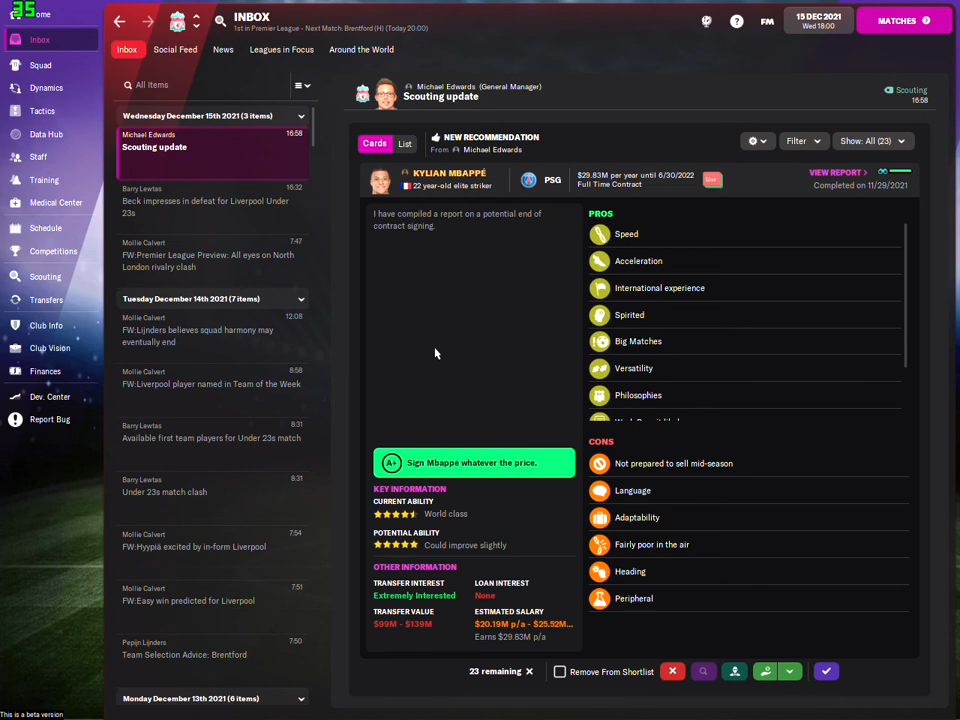 35
ome
INBOX
1st in Premier League - Next Match: Brentford (H) (Today 20:00)
?
FM
15 DEC 2021
Wed 18:00
MATCHES
Inbox
Squad
Dynamics
Tactics
Data Hub
Staff
Training
Medical Center
Schedule
Competitions
Scouting
Transfers
Club Info
Club Vision
Finances
Dev. Center
Report Bug
This is a beta version
Inbox
Social Feed
News
Leagues in Focus
Around the World
All Items
Wednesday December 15th 2021 (3 items)
Michael Edwards
16:58
Scouting update
Barry Lewtas
16:32
Beck impresses in defeat for Liverpool Under
23s
Mollie Calvert
7:47
FW:Premier League Preview: All eyes on North
London rivalry clash
Tuesday December 14th 2021 (7 items)
Mollie Calvert
12:08
FW:Lijnders believes squad harmony may
eventually end
Mollie Calvert
8:58
FW:Liverpool player named in Team of the Week
Barry Lewtas
8:31
Available first team players for Under 23s match
Barry Lewtas
8:31
Under 23s match clash
Mollie Calvert
7:54
FW:Hyypiä excited by in-form Liverpool
Mollie Calvert
7:51
FW:Easy win predicted for Liverpool
Pepijn Lijnders
7:50
Team Selection Advice: Brentford
Monday December 13th 2021 (6 items)
Michael Edwards (General Manager)
Scouting update
Scouting
16:58
Cards
List
NEW RECOMMENDATION
From Michael Edwards
Filter
Show: All (23)
KYLIAN MBAPPÉ
22 year-old elite striker
PSG
$29.83M per year until 6/30/2022
Full Time Contract
VIEW REPORT >
Completed on 11/29/2021
I have compiled a report on a potential end of
contract signing.
A+
Sign Mbappé whatever the price.
KEY INFORMATION
CURRENT ABILITY
World class
POTENTIAL ABILITY
Could improve slightly
OTHER INFORMATION
TRANSFER INTEREST
Extremely Interested
LOAN INTEREST
None
TRANSFER VALUE
$99M - $139M
ESTIMATED SALARY
$20.19M p/a - $25.52M...
Earns $29.83M p/a
PROS
Speed
Acceleration
International experience
Spirited
Big Matches
Versatility
Philosophies
CONS
Not prepared to sell mid-season
Language
Adaptability
Fairly poor in the air
Heading
Peripheral
23 remaining
Remove From Shortlist